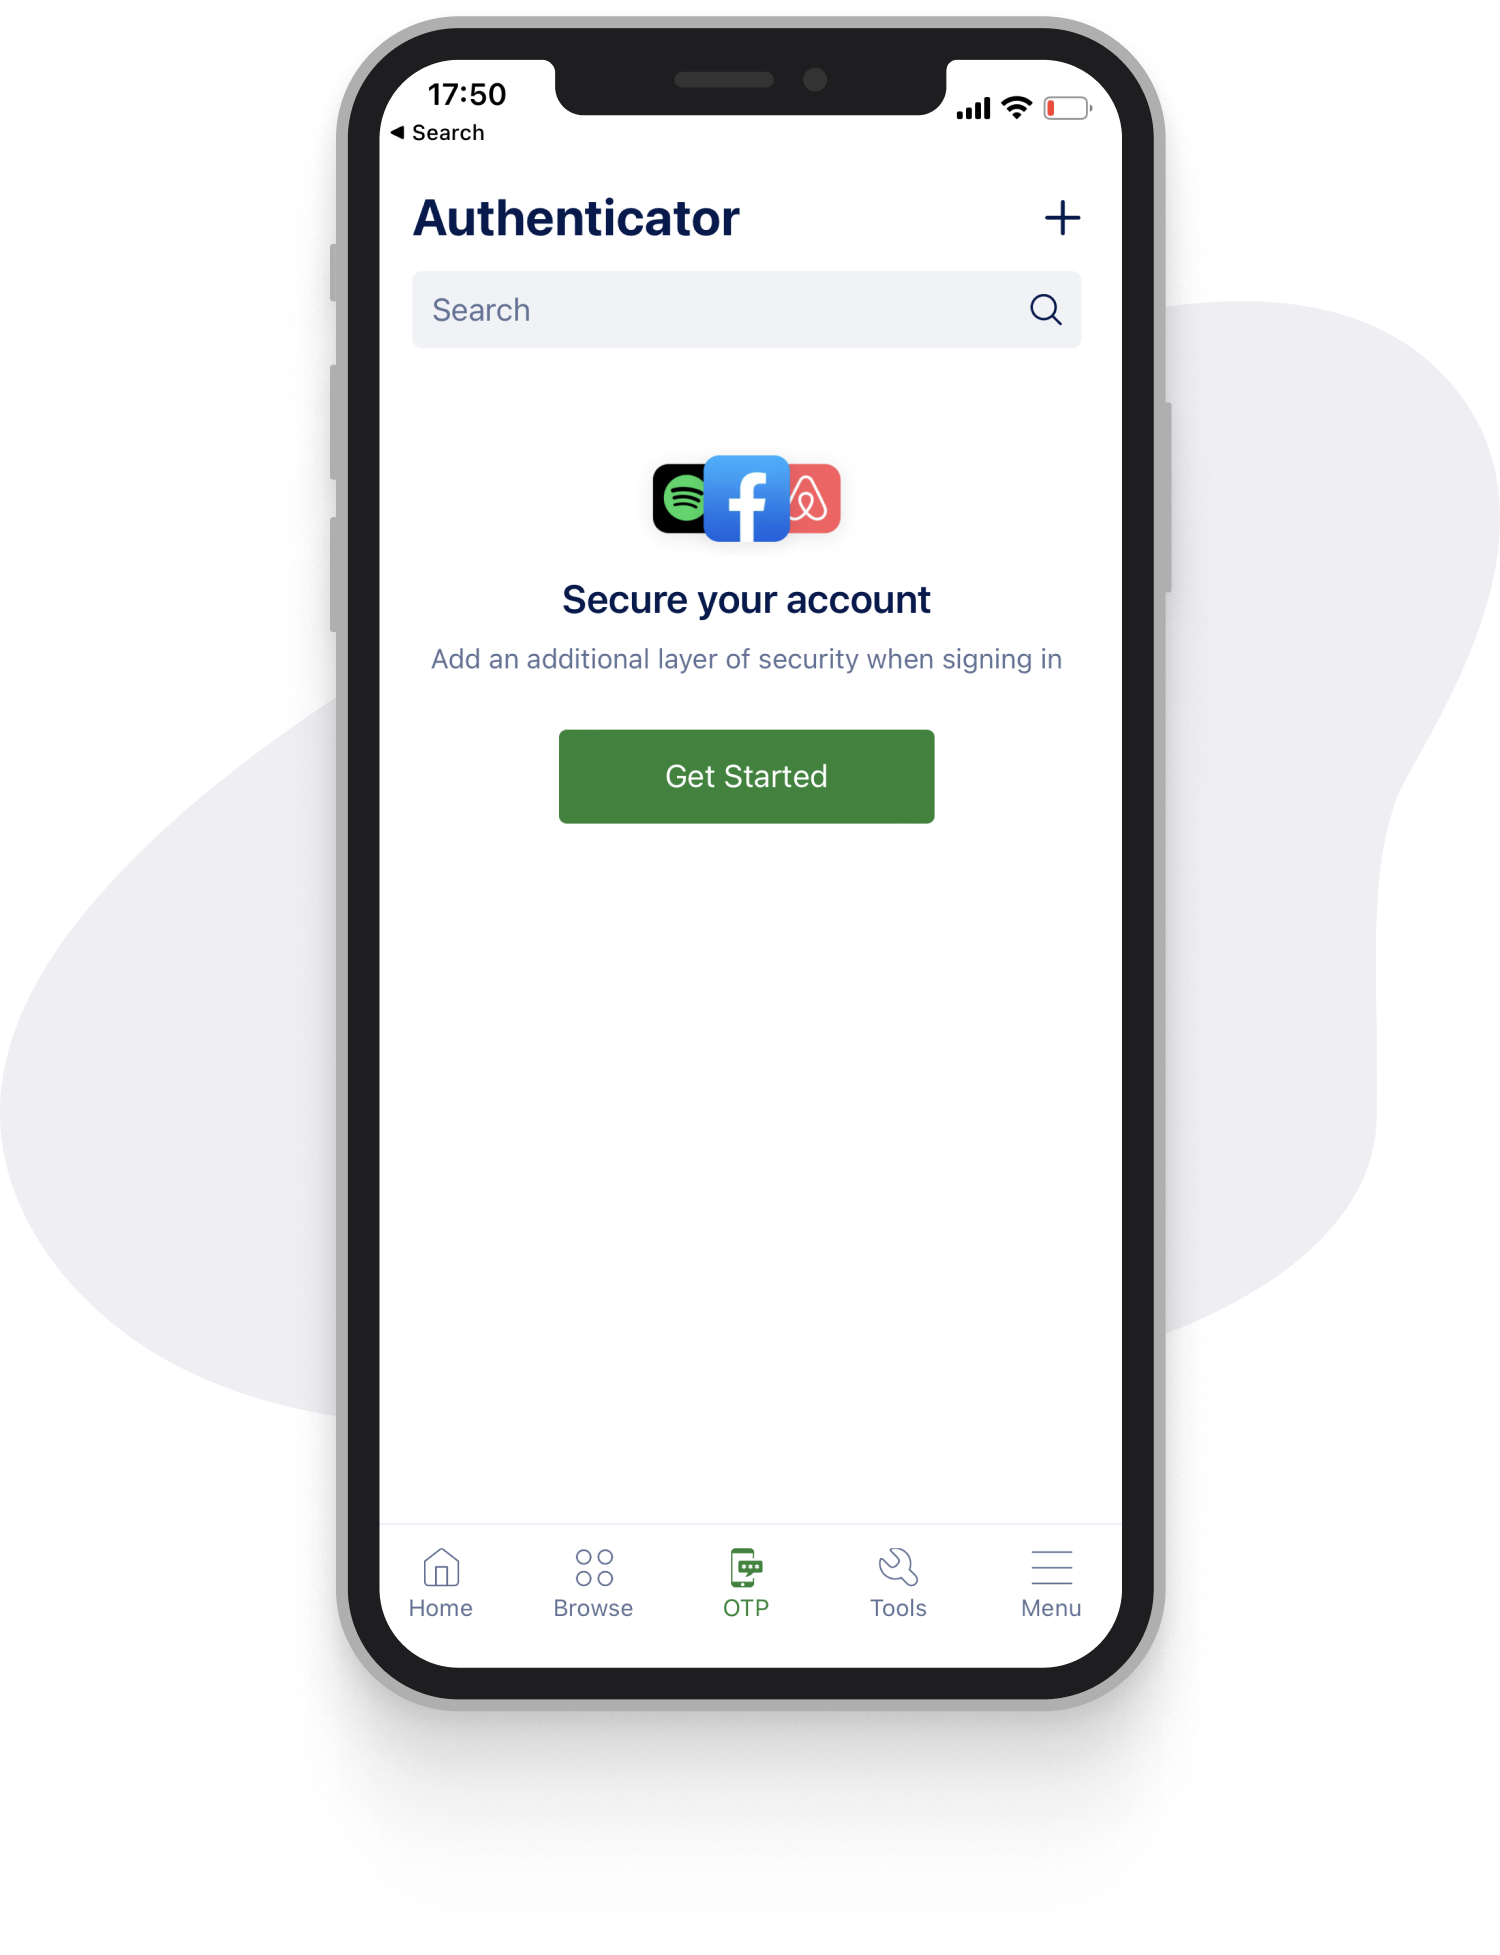 17:50
◀ Search
Authenticator
Search
Secure your account
Add an additional layer of security when signing in
Get Started
Home
Browse
OTP
Tools
Menu